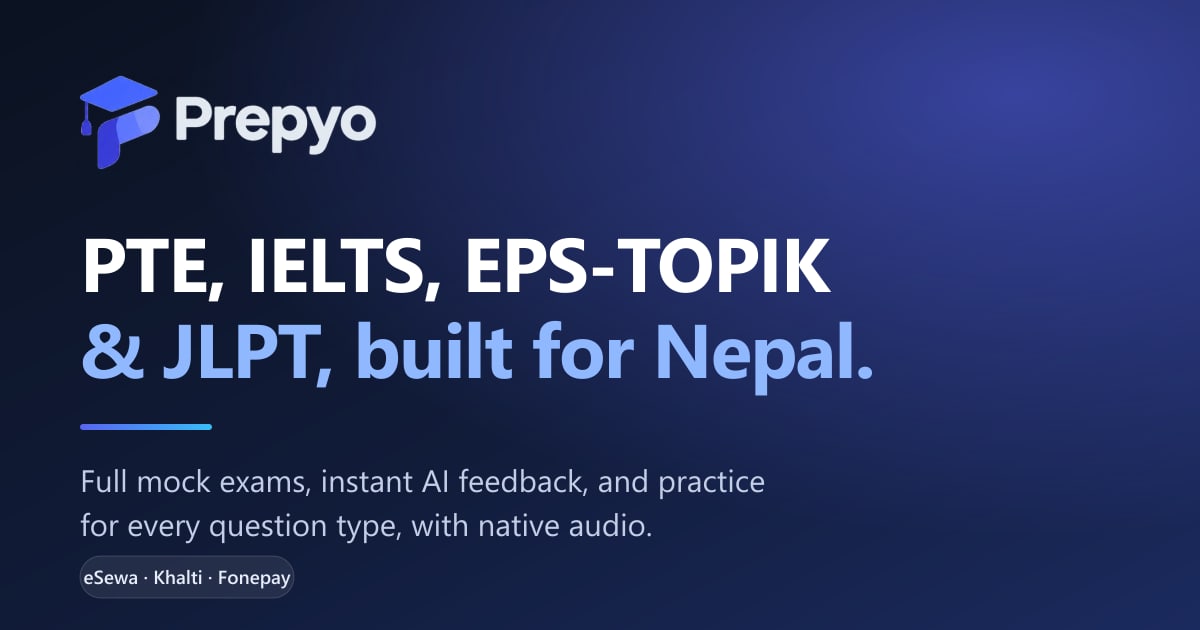 Prepyo
PTE, IELTS, EPS-TOPIK
& JLPT, built for Nepal.
Full mock exams, instant AI feedback, and practice
for every question type, with native audio.
eSewa · Khalti · Fonepay